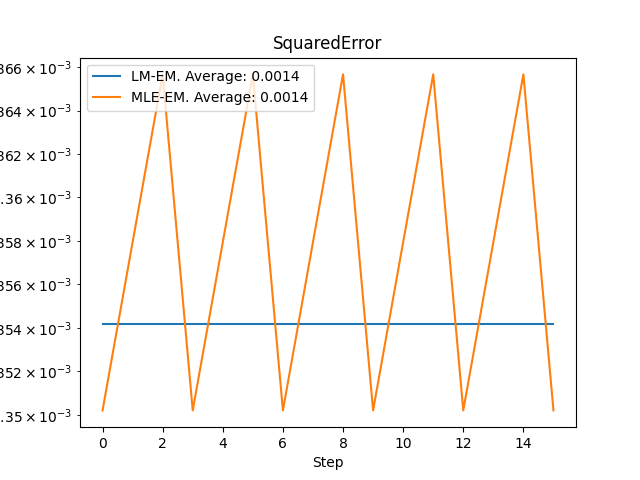 SquaredError
LM-EM. Average: 0.0014
MLE-EM. Average: 0.0014
366 × 10⁻³
364 × 10⁻³
362 × 10⁻³
.36 × 10⁻³
358 × 10⁻³
356 × 10⁻³
354 × 10⁻³
352 × 10⁻³
.35 × 10⁻³
0 2 4 6 8 10 12 14
Step